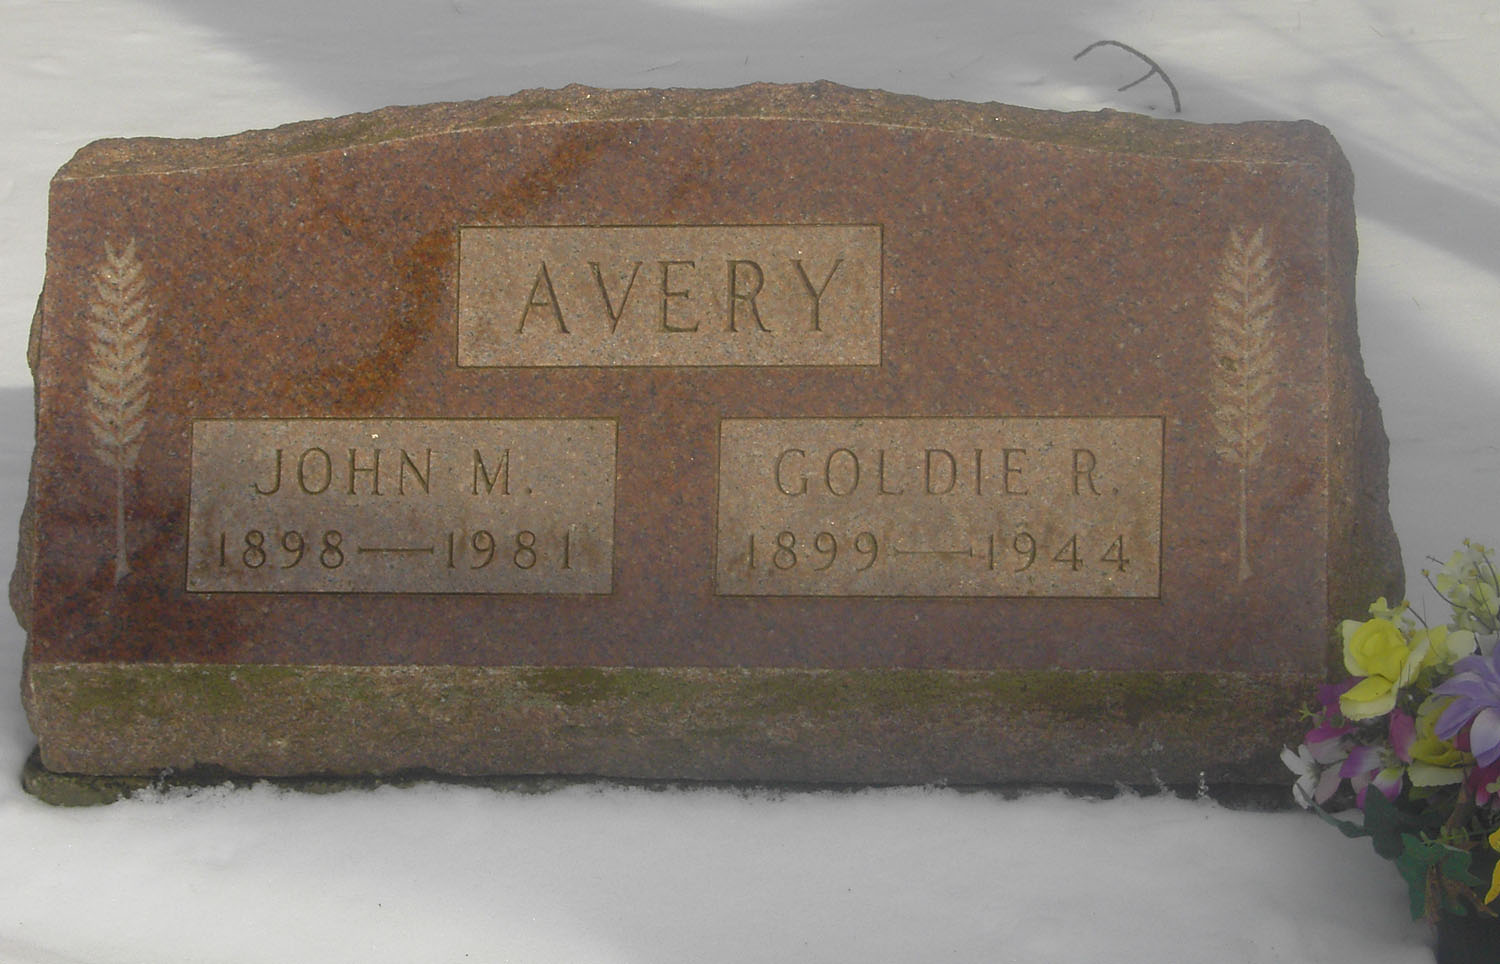 AVERY
JOHN M.
1898—1981
GOLDIE R.
1899—1944